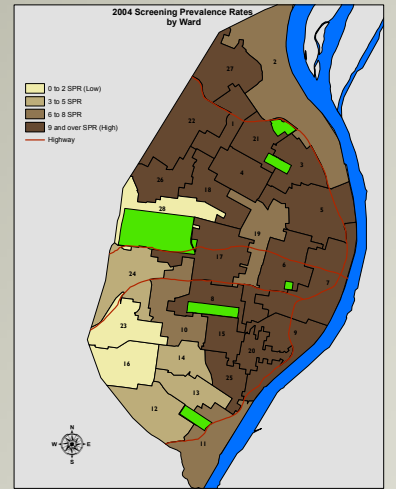 2004 Screening Prevalence Rates
by Ward
0 to 2 SPR (Low)
3 to 5 SPR
6 to 8 SPR
9 and over SPR (High)
Highway
2
27
22
1
21
3
4
26
18
28
5
19
17
6
24
7
8
23
10
15
9
14
20
16
25
13
12
11
N
W E
S